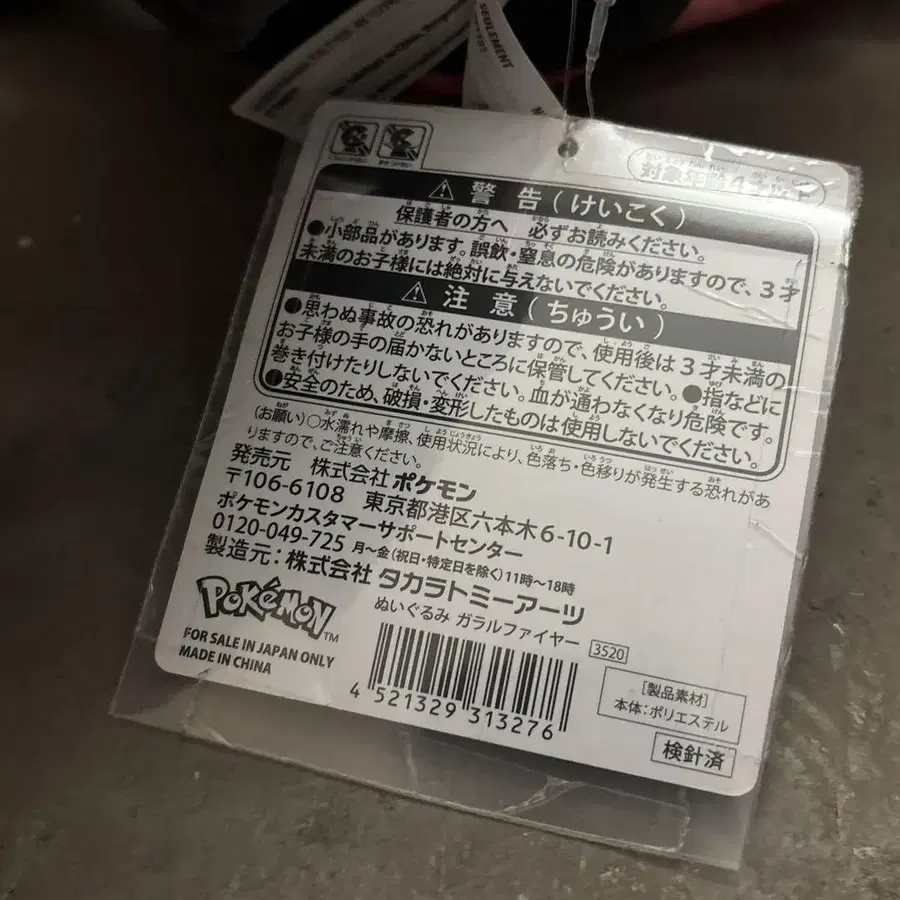 SEULEMENT
対象年齢 4才以上
警告(けいこく)
保護者の方へ 必ずお読みください。
●小部品があります。誤飲・窒息の危険がありますので、3才
未満のお子様には絶対に与えないでください。
注意(ちゅうい)
●思わぬ事故の恐れがありますので、使用後は3才未満の
お子様の手の届かないところに保管してください。●指などに
巻き付けたりしないでください。血が通わなくなり危険です。
●安全のため、破損・変形したものは使用しないでください。
(お願い)○水濡れや摩擦、使用状況により、色落ち・色移りが発生する恐れがあ
りますので、ご注意ください。
発売元 株式会社ポケモン
〒106-6108 東京都港区六本木6-10-1
ポケモンカスタマーサポートセンター
0120-049-725 月~金(祝日・特定日を除く)11時~18時
製造元:株式会社 タカラトミーアーツ
ぬいぐるみ ガラルファイヤー 3520
POKéMON TM
FOR SALE IN JAPAN ONLY
MADE IN CHINA
4 521329 313276
[製品素材]
本体:ポリエステル
検針済